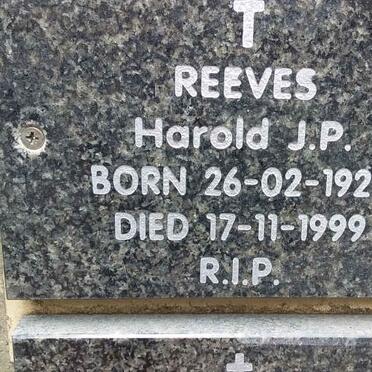 REEVES
Harold J.P.
BORN 26-02-192
DIED 17-11-1999
R.I.P.